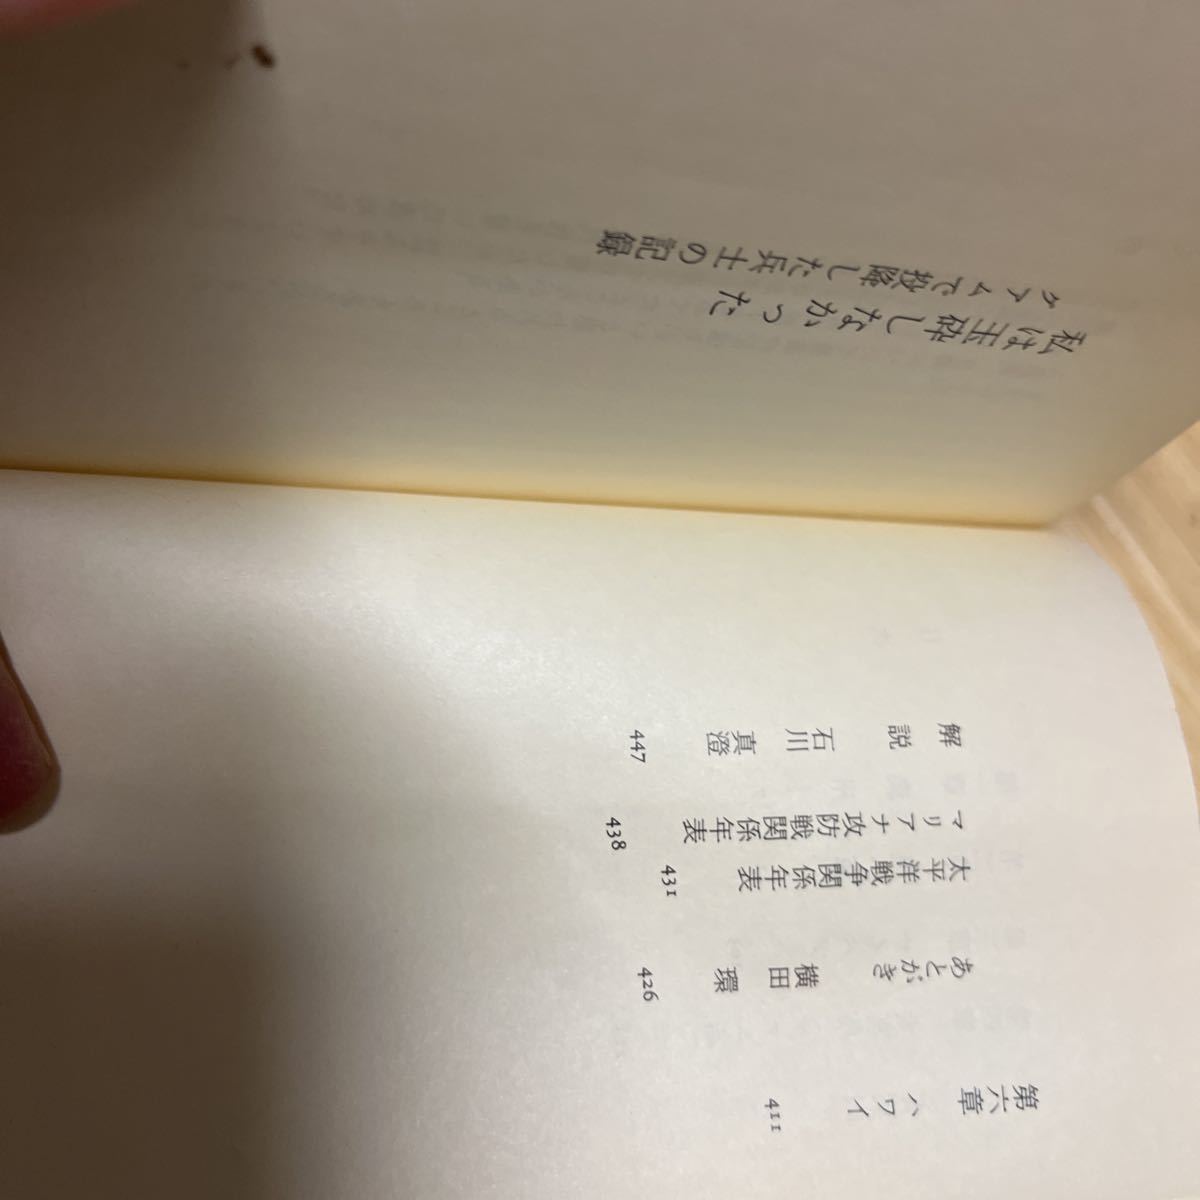 私は玉砕しなかった
グアムで投降した兵士の記録
第六章　ハワイ　411
あとがき　横田　環　426
太平洋戦争関係年表　431
マリアナ攻防戦関係年表　438
解　説　石川　真澄　447